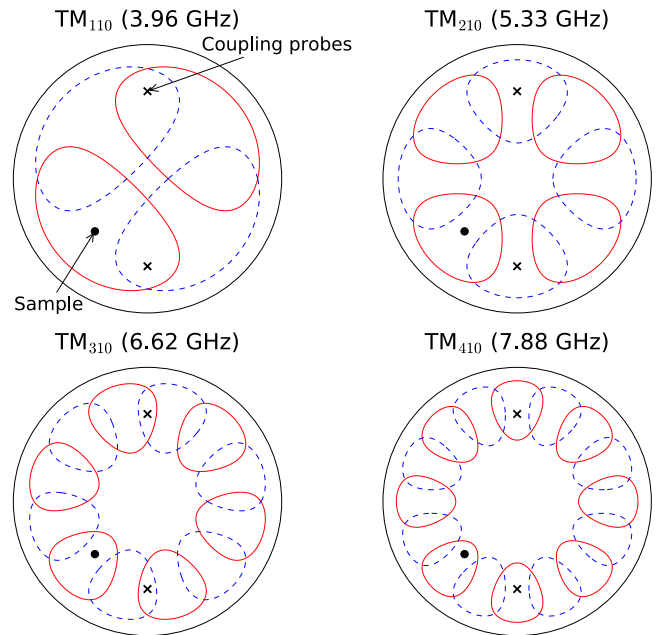 TM₁₁₀ (3.96 GHz)
TM₂₁₀ (5.33 GHz)
Coupling probes
Sample
TM₃₁₀ (6.62 GHz)
TM₄₁₀ (7.88 GHz)